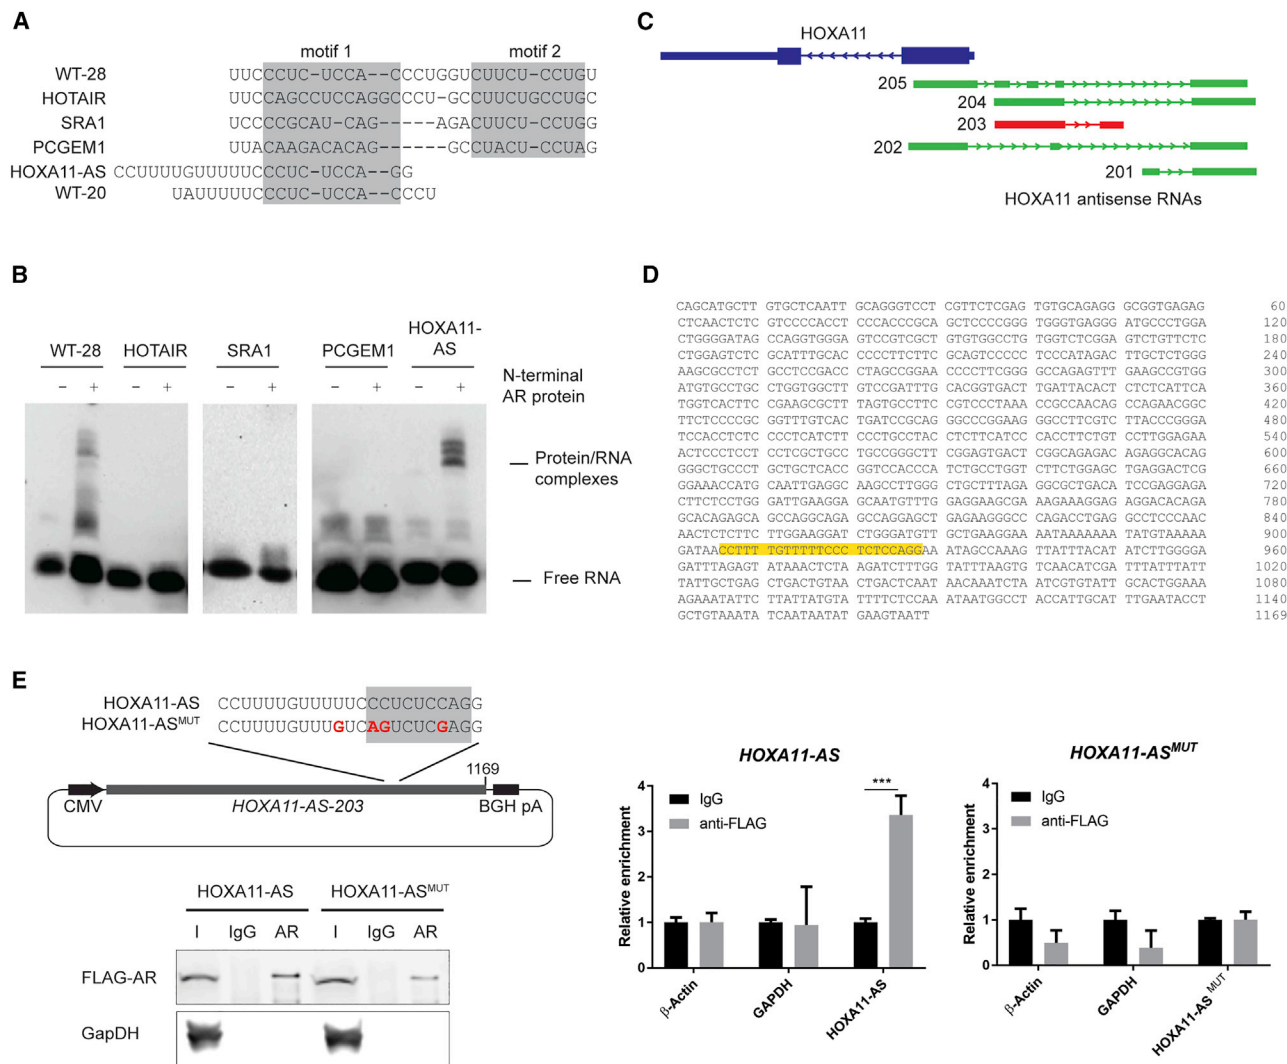 A
motif 1 motif 2
WT-28 UUCCCUC-UCCA--CCCUGGUCUUCU-CCUGU
HOTAIR UUCCAGCCUCCAGGCCCU-GCCUUCUGCCUGC
SRA1 UCCCCGCAU-CAG-----AGACUUCU-CCUGG
PCGEM1 UUACAAGACACAG------GCCUACU-CCUAG
HOXA11-AS CCUUUUGUUUUUCCCUC-UCCA--GG
WT-20 UAUUUUUCCCUC-UCCA--CCCU
B
WT-28 HOTAIR SRA1 PCGEM1 HOXA11-AS
− + − + − + − + − +
N-terminal AR protein
Protein/RNA complexes
Free RNA
C
HOXA11
205
204
203
202
201
HOXA11 antisense RNAs
D
CAGCATGCTT GTGCTCAATT GCAGGGTCCT CGTTCTCGAG TGTGCAGAGG GCGGTGAGAG 60
CTCAACTCTC GTCCCCACCT CCCACCCGCA GCTCCCCGGG TGGGTGAGGG ATGCCCTGGA 120
CTGGGGATAG CCAGGTGGGA GAGTCCGCGT GTGTGGCCTG TGGTCTCGGA GTCTGTTCTC 180
CTGGAGTCTC GCATTTGCAC CCCCTTCTTC GCAGTCCCCC TCCCATAGAC TTGCTCTGGG 240
AAGCGCCTCT GCCTCCGACC CTAGCCGGAA CCCCTTCGGG GCCAGAGTTT GAAGCCGTGG 300
ATGTGCCTGC CTGGTGGCTT GTCCGATTTG CACGGTGACT TGATTACACT CTCTCATTCA 360
TGGTCACTTC CGAAGCGCTT TAGTGCCTTC CGTCCCTAAA CCGCCAACAG CCAGAACGGC 420
TTCTCCCCGC GGTTTGTCAC TGATCCGCAG GGCCCGGAAG GGCCTTCGTC TTACCCGGGA 480
TCCACCTCTC CCCTCATCTT CCCTGCCTAC CTCTTCATCC CACCTTCTGT CCTTGGAGAA 540
CCCTCCTCCT CCTCGCTGCC TGCCGGGCTT CGGAGTGACT CGGCAGAGAC AGAGGCACAG 600
GGGCTGCCCT GCTGCTCACC GGTCCACCCA TCTGCCTGGT CTTCTGGAGC TGAGGACTCG 660
GGAAACCATG CAATTGAGGC AAGCCTTGGG CTGCTTTAGA GGCGCTGACA TCCGAGGAGA 720
CTTCTCCTGG GATTGAAGGA GCAATGTTTG GAGGAAGCGA AAGAAAGGAG AGGACACAGA 780
GCACAGAGCA GCCAGGCAGA GCCAGGAGCT GAGAAGGGCC CAGACCTGAG GCCTCCCAAC 840
AACTCTCTTC TTGGAAGGAT CTGGGATGTT GCTGAAGGAA AATAAAAAAA TATGTAAAAA 900
GATAACCTTT TGTTTTTCCC TCTCCAGGAA ATAGCCAAAG TTATTTACAT ATCTTGGGGA 960
GATTTAGAGT ATAAACTCTA AGATCTTTGG TATTTAAGTG TCAACATCGA TTTATTTATT 1020
TATTGCTGAG CTGACTGTAA CTGACTCAAT AACAAATCTA ATCGTGTATT GCACTGGAAA 1080
AGAAATATTC TTATTATGTA TTTTCTCCAA AATAATGGCCT ACCATTGCAT TTGAATACCT 1140
GCTGTAAATA TCAATAATAT GAAGTAATT 1169
E
HOXA11-AS CCUUUUGUUUUUCCCUCUCCAGG
HOXA11-ASMUT CCUUUUGUUUGUCAGUCUCGAGG
1169
CMV HOXA11-AS-203 BGH pA
HOXA11-AS HOXA11-ASMUT
I IgG AR I IgG AR
FLAG-AR
GapDH
HOXA11-AS
Relative enrichment
4
3
2
1
0
IgG
anti-FLAG
***
β-Actin GAPDH HOXA11-AS
HOXA11-ASMUT
Relative enrichment
4
3
2
1
0
IgG
anti-FLAG
β-Actin GAPDH HOXA11-AS MUT